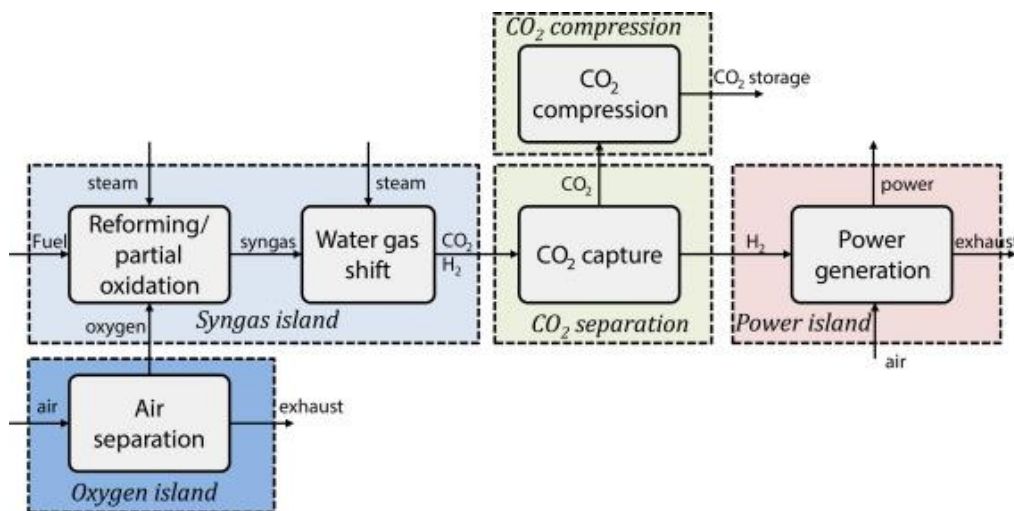 CO₂ compression
CO₂
compression
CO₂ storage
steam
steam
CO₂
power
Fuel
Reforming/
partial
oxidation
syngas
Water gas
shift
CO₂
H₂
CO₂ capture
H₂
Power
generation
exhaust
oxygen
Syngas island
CO₂ separation
Power island
air
air
Air
separation
exhaust
Oxygen island